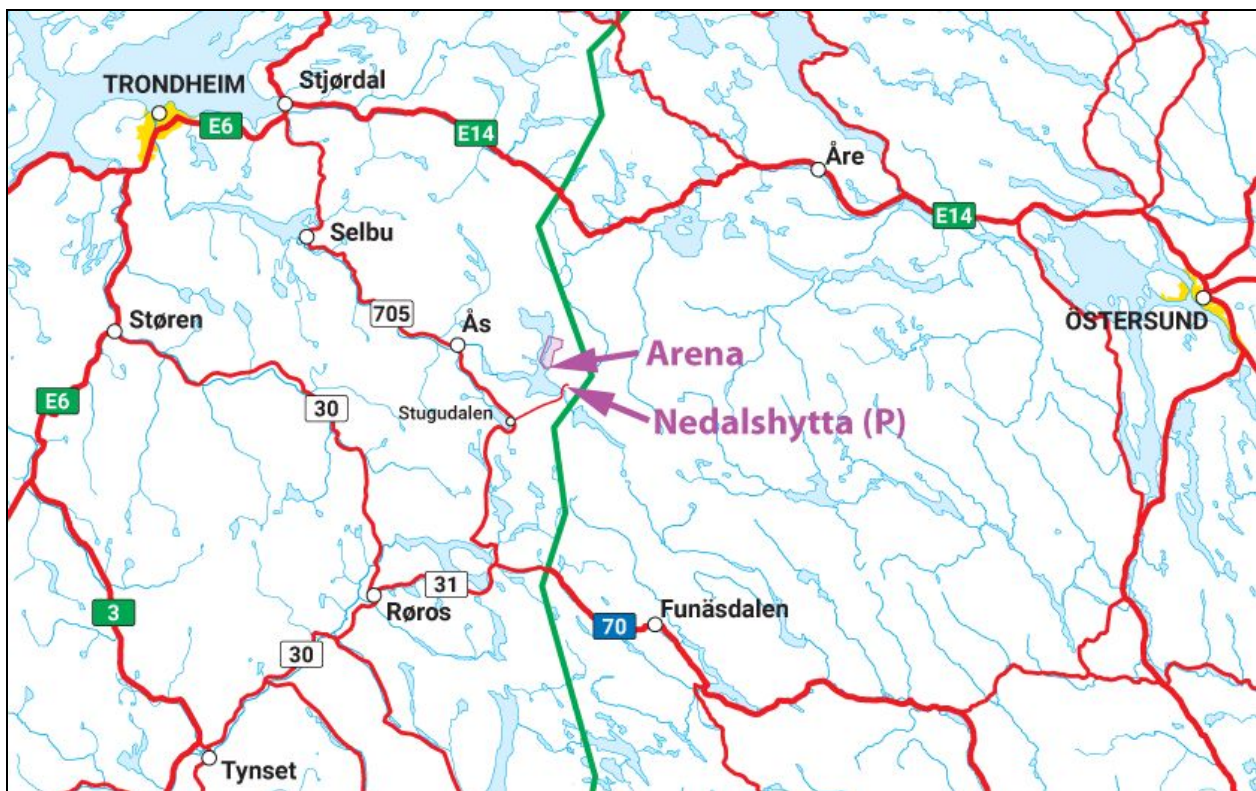 TRONDHEIM
Stjørdal
E6
E14
Åre
E14
Selbu
ÖSTERSUND
705
Ås
Støren
Arena
Nedalshytta (P)
Stugudalen
E6
30
31
Røros
3
70
Funäsdalen
30
Tynset